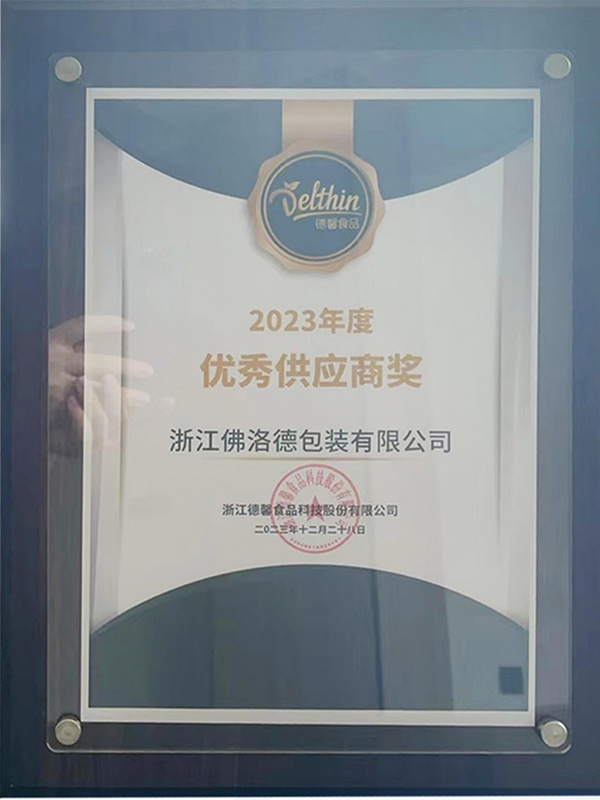 Delthin
德馨食品
2023年度
优秀供应商奖
浙江佛洛德包装有限公司
浙江德馨食品科技股份有限公司
二〇二三年十二月二十八日